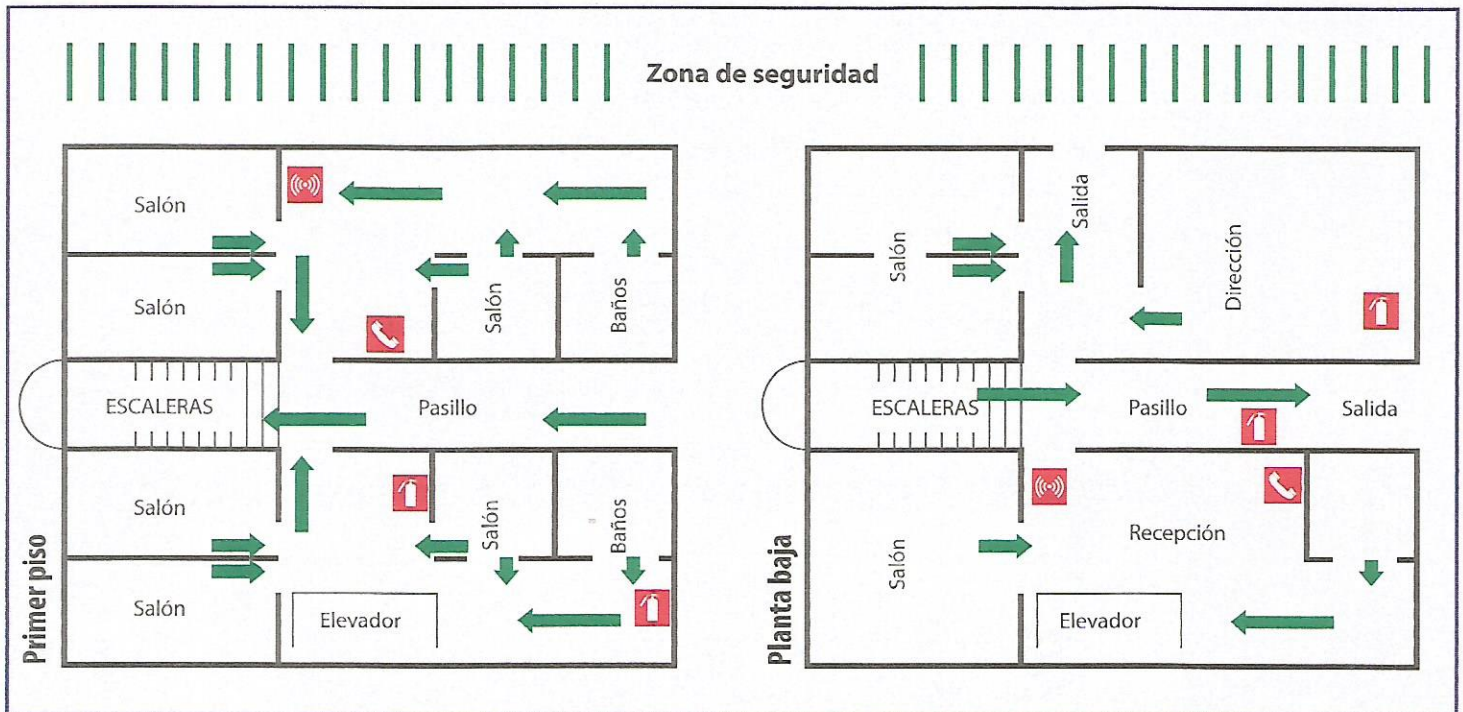 Zona de seguridad
Primer piso
Salón
Salón
Salón
Baños
ESCALERAS
Pasillo
Salón
Salón
Salón
Baños
Elevador
Planta baja
Salón
Salida
Dirección
ESCALERAS
Pasillo
Salida
Salón
Recepción
Elevador